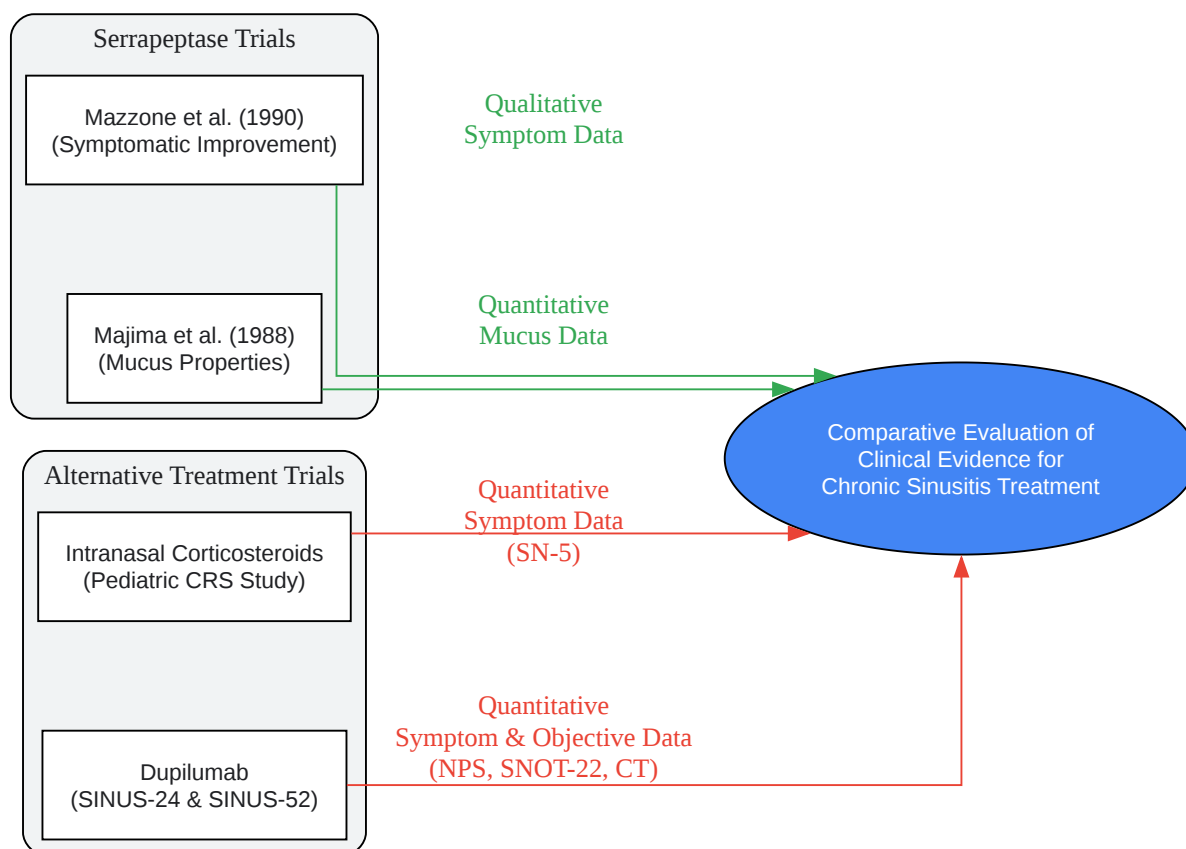 Serrapeptase Trials
Mazzone et al. (1990)
(Symptomatic Improvement)
Qualitative
Symptom Data
Majima et al. (1988)
(Mucus Properties)
Quantitative
Mucus Data
Comparative Evaluation of
Clinical Evidence for
Chronic Sinusitis Treatment
Alternative Treatment Trials
Intranasal Corticosteroids
(Pediatric CRS Study)
Quantitative
Symptom Data
(SN-5)
Dupilumab
(SINUS-24 & SINUS-52)
Quantitative
Symptom & Objective Data
(NPS, SNOT-22, CT)